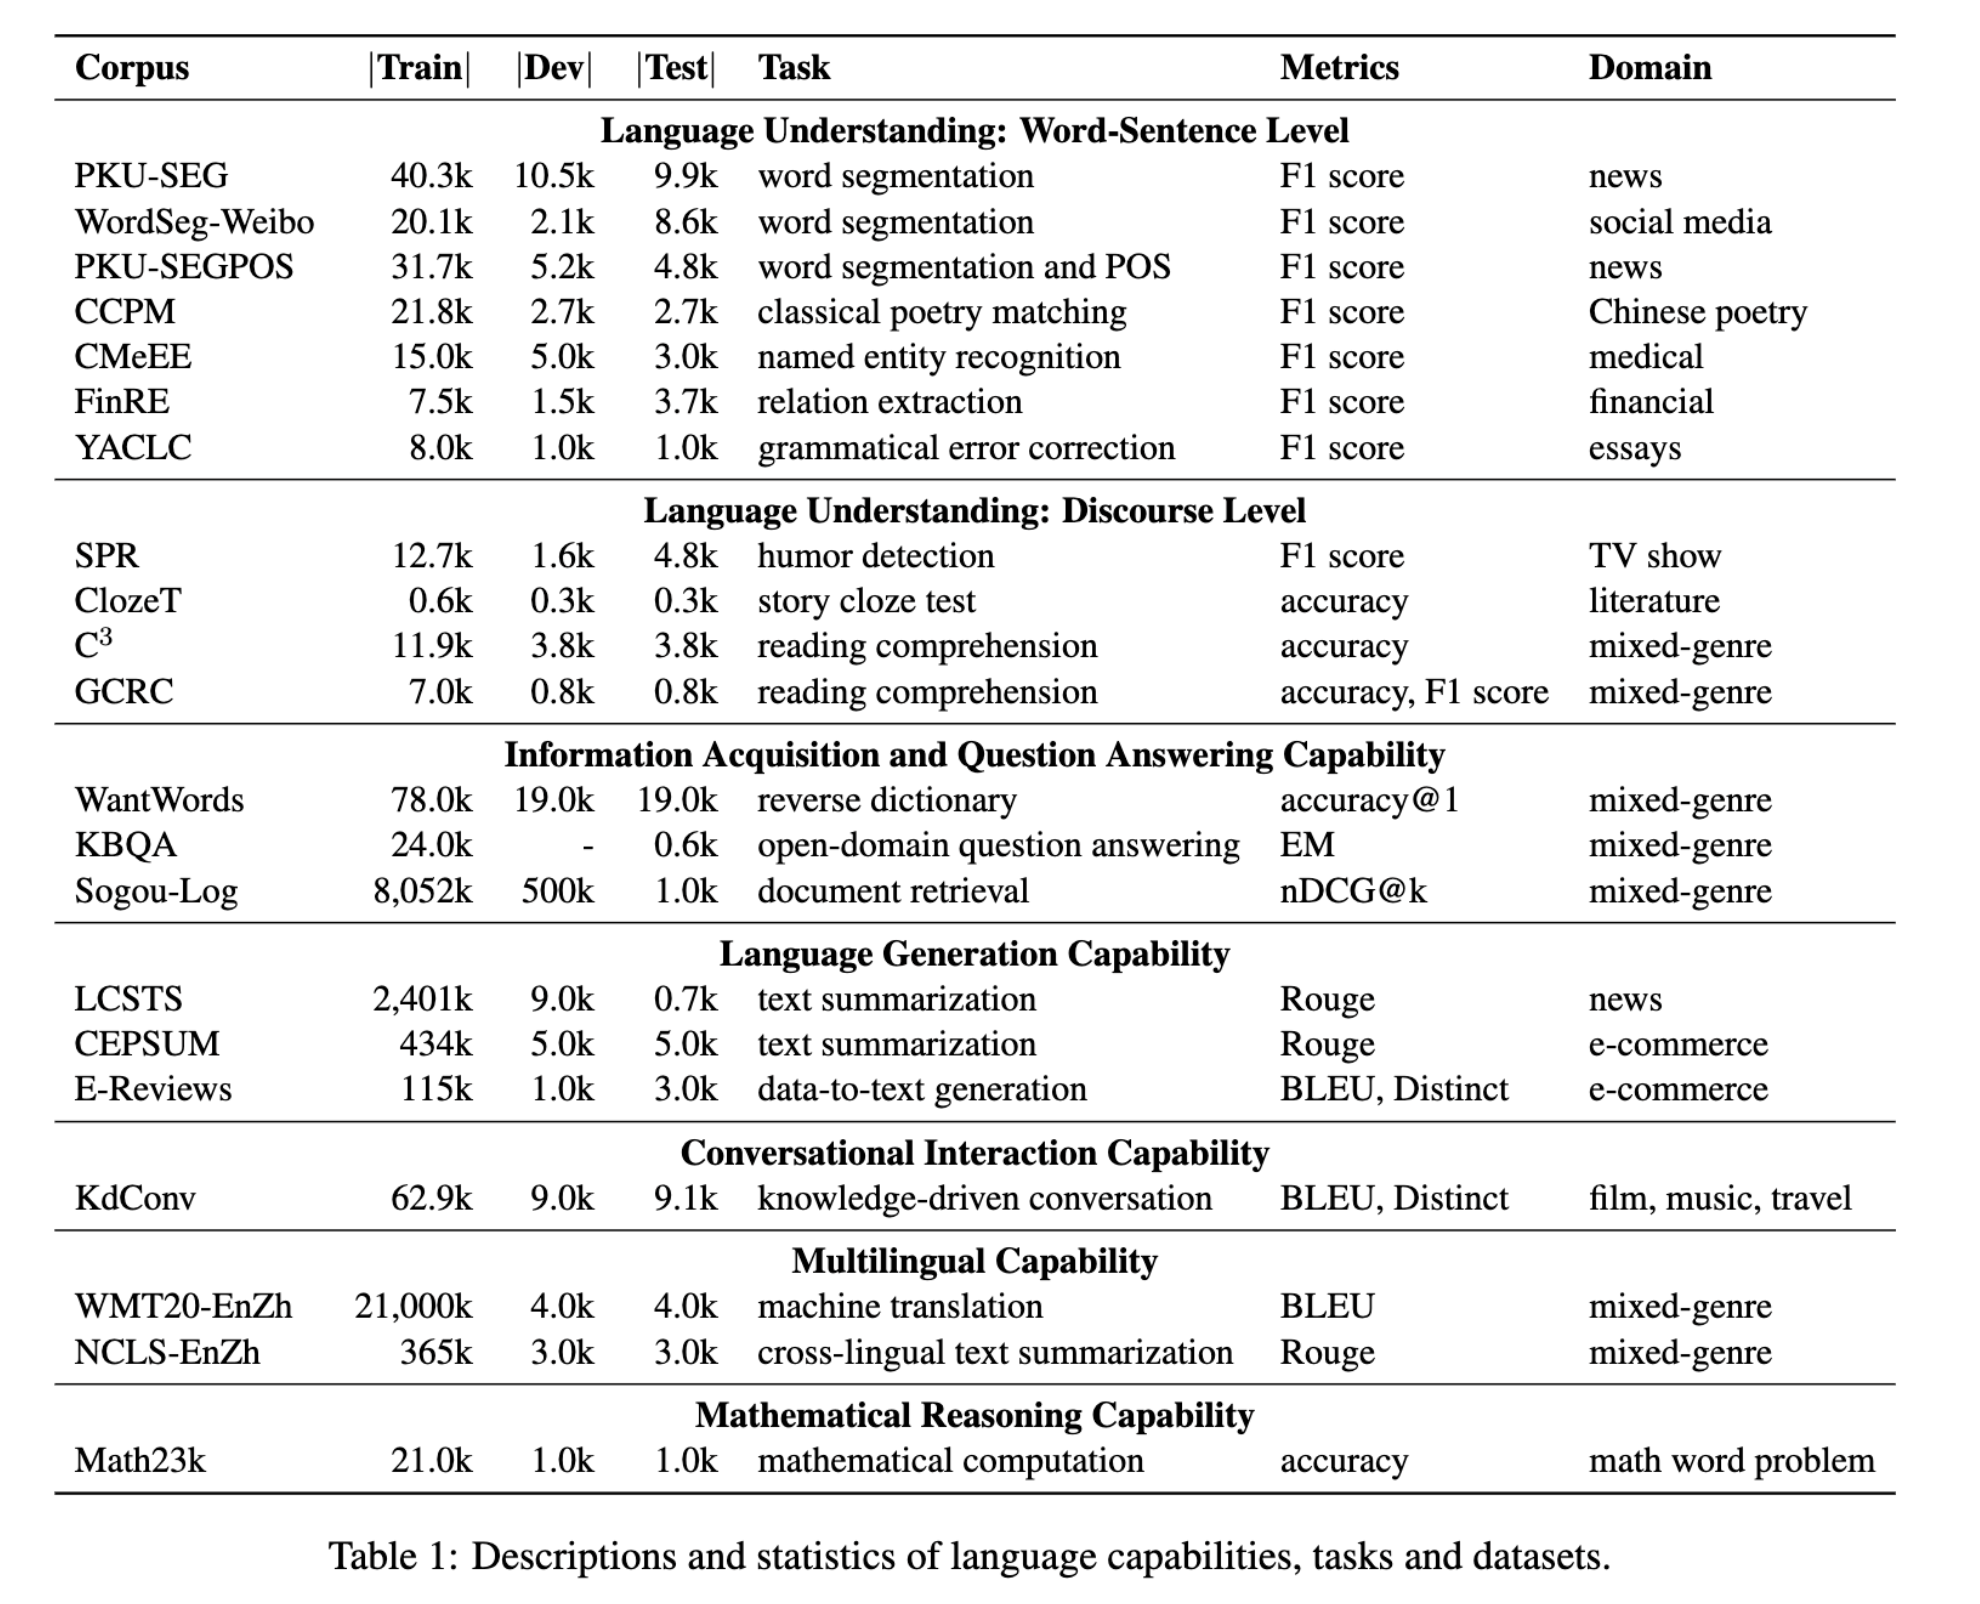 Corpus |Train| |Dev| |Test| Task Metrics Domain
Language Understanding: Word-Sentence Level
PKU-SEG 40.3k 10.5k 9.9k word segmentation F1 score news
WordSeg-Weibo 20.1k 2.1k 8.6k word segmentation F1 score social media
PKU-SEGPOS 31.7k 5.2k 4.8k word segmentation and POS F1 score news
CCPM 21.8k 2.7k 2.7k classical poetry matching F1 score Chinese poetry
CMeEE 15.0k 5.0k 3.0k named entity recognition F1 score medical
FinRE 7.5k 1.5k 3.7k relation extraction F1 score financial
YACLC 8.0k 1.0k 1.0k grammatical error correction F1 score essays
Language Understanding: Discourse Level
SPR 12.7k 1.6k 4.8k humor detection F1 score TV show
ClozeT 0.6k 0.3k 0.3k story cloze test accuracy literature
C³ 11.9k 3.8k 3.8k reading comprehension accuracy mixed-genre
GCRC 7.0k 0.8k 0.8k reading comprehension accuracy, F1 score mixed-genre
Information Acquisition and Question Answering Capability
WantWords 78.0k 19.0k 19.0k reverse dictionary accuracy@1 mixed-genre
KBQA 24.0k - 0.6k open-domain question answering EM mixed-genre
Sogou-Log 8,052k 500k 1.0k document retrieval nDCG@k mixed-genre
Language Generation Capability
LCSTS 2,401k 9.0k 0.7k text summarization Rouge news
CEPSUM 434k 5.0k 5.0k text summarization Rouge e-commerce
E-Reviews 115k 1.0k 3.0k data-to-text generation BLEU, Distinct e-commerce
Conversational Interaction Capability
KdConv 62.9k 9.0k 9.1k knowledge-driven conversation BLEU, Distinct film, music, travel
Multilingual Capability
WMT20-EnZh 21,000k 4.0k 4.0k machine translation BLEU mixed-genre
NCLS-EnZh 365k 3.0k 3.0k cross-lingual text summarization Rouge mixed-genre
Mathematical Reasoning Capability
Math23k 21.0k 1.0k 1.0k mathematical computation accuracy math word problem
Table 1: Descriptions and statistics of language capabilities, tasks and datasets.